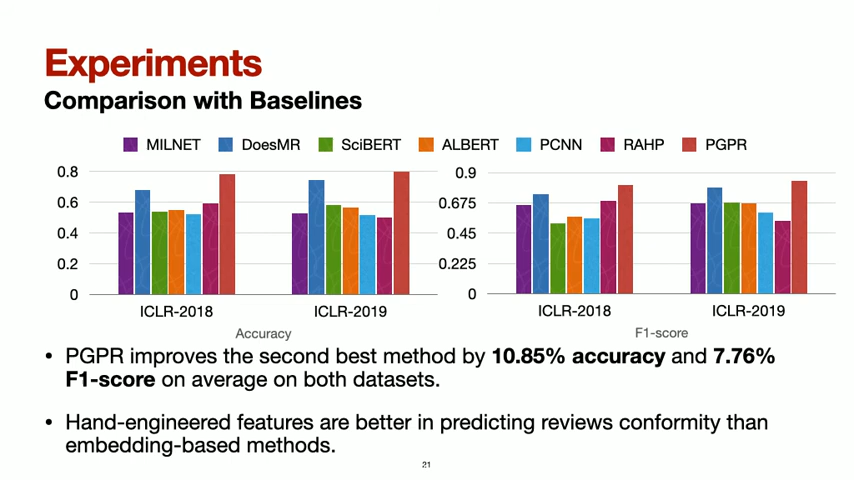 Experiments
Comparison with Baselines
MILNET DoesMR SciBERT ALBERT PCNN RAHP PGPR
0.8
0.6
0.4
0.2
0
ICLR-2018 ICLR-2019
Accuracy
0.9
0.675
0.45
0.225
0
ICLR-2018 ICLR-2019
F1-score
• PGPR improves the second best method by 10.85% accuracy and 7.76%
F1-score on average on both datasets.
• Hand-engineered features are better in predicting reviews conformity than
embedding-based methods.
21